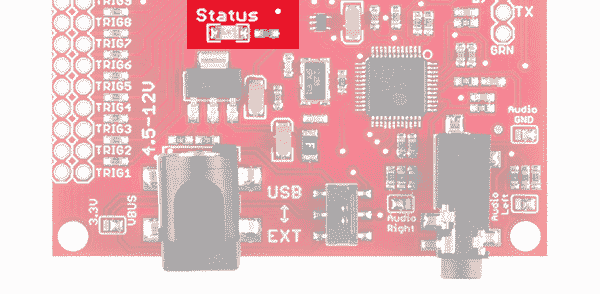 Status
TRIG8
TRIG7
TRIG6
TRIG5
TRIG4
TRIG3
TRIG2
TRIG1
4.5-12V
3.3V
VBUS
USB
EXT
TX
GRN
Audio
GND
Audio
Left
Audio
Right